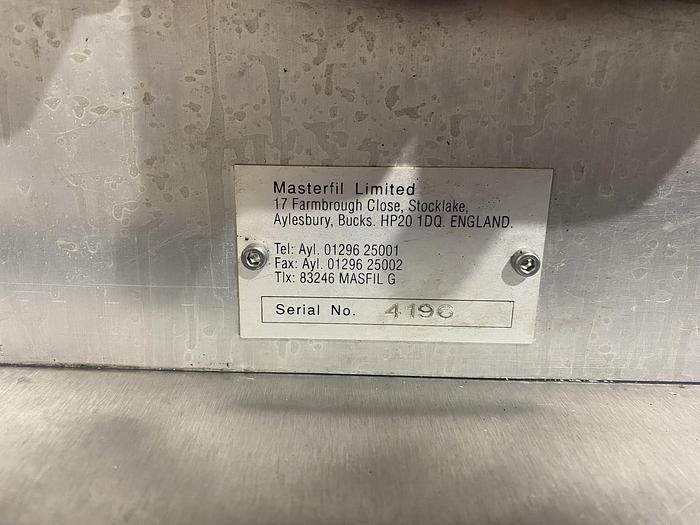 Masterfil Limited
17 Farmbrough Close, Stocklake,
Aylesbury, Bucks. HP20 1DQ. ENGLAND.
Tel: Ayl. 01296 25001
Fax: Ayl. 01296 25002
Tlx: 83246 MASFIL G
Serial No. 4196